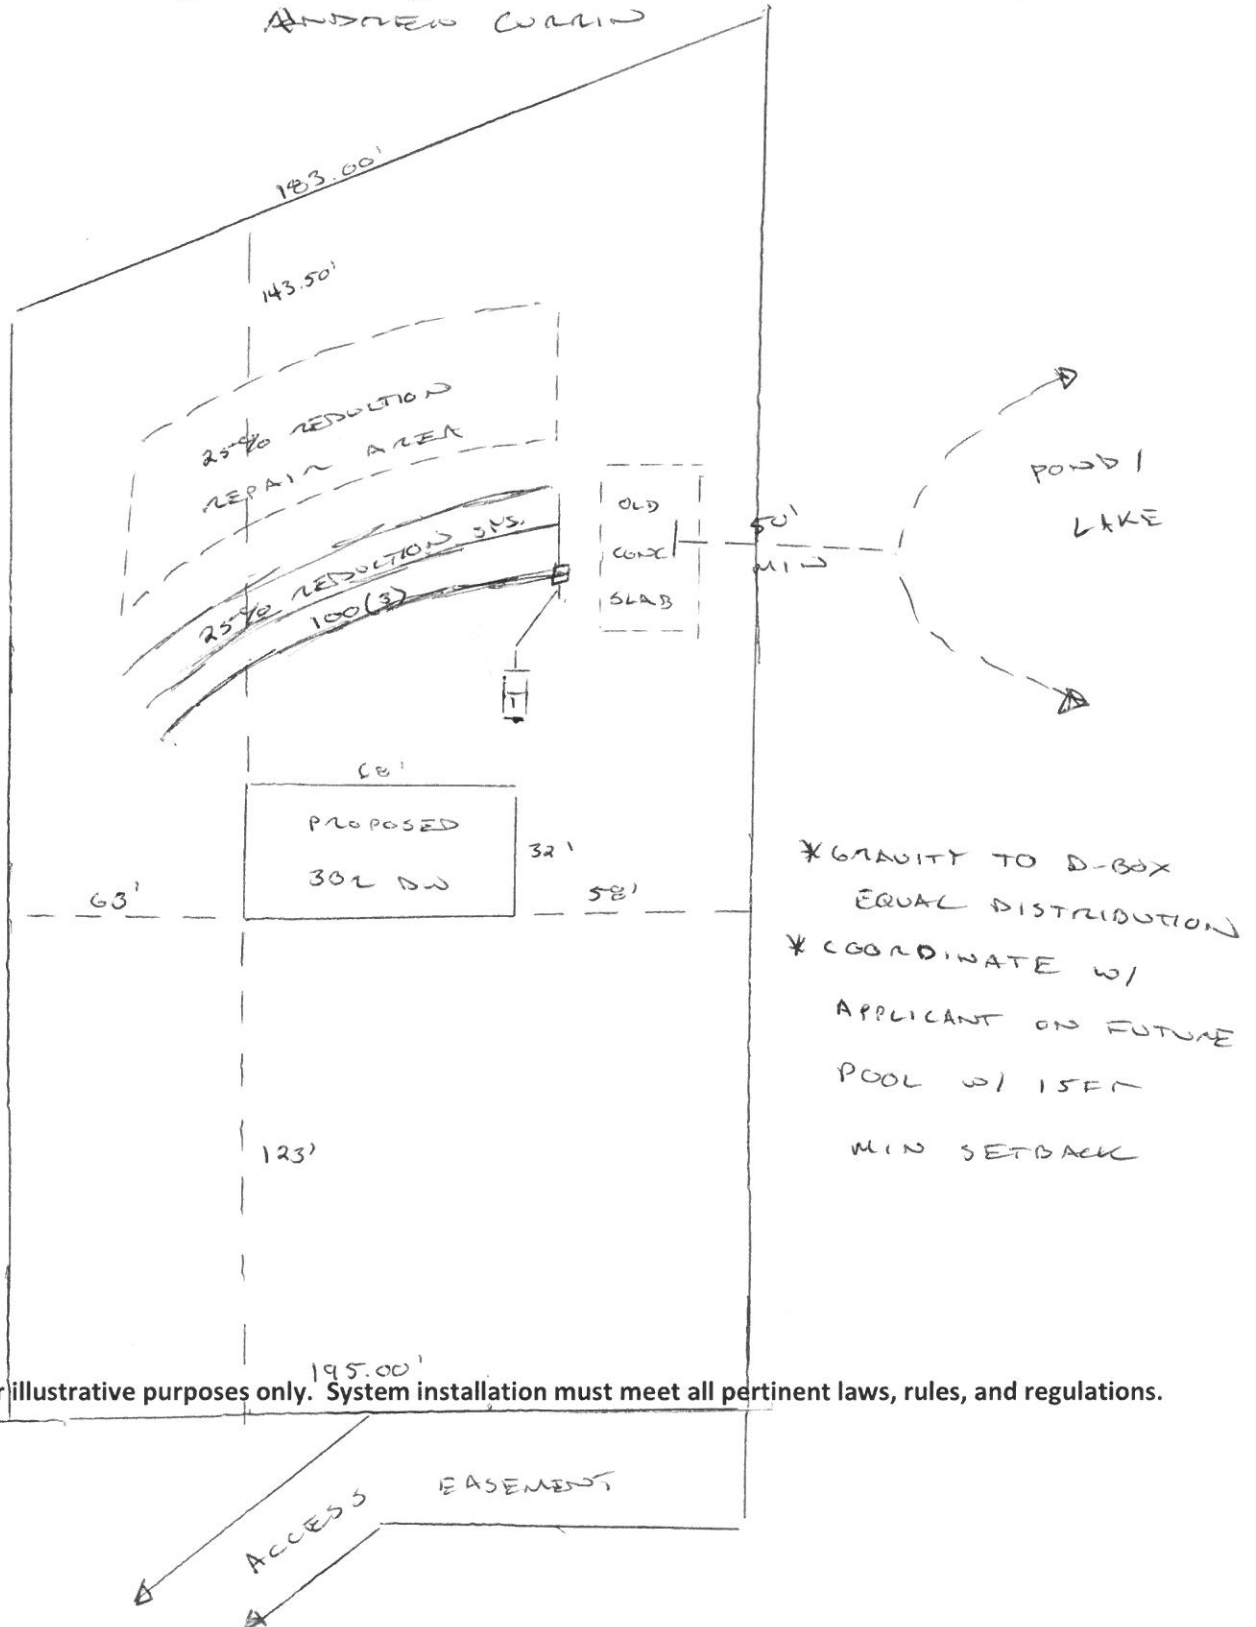 ANDREW CURRIN
183.00'
143.50'
25% REDUCTION
REPAIR AREA
25% REDUCTION SYS.
100(3)
OLD
CONC
SLAB
50'
MIN
POND/
LAKE
68'
PROPOSED
3BR DW
32'
63'
58'
* GRAVITY TO D-BOX
EQUAL DISTRIBUTION
* COORDINATE W/
APPLICANT ON FUTURE
POOL W/ 15FT
MIN SETBACK
123'
195.00'
illustrative purposes only. System installation must meet all pertinent laws, rules, and regulations.
ACCESS EASEMENT